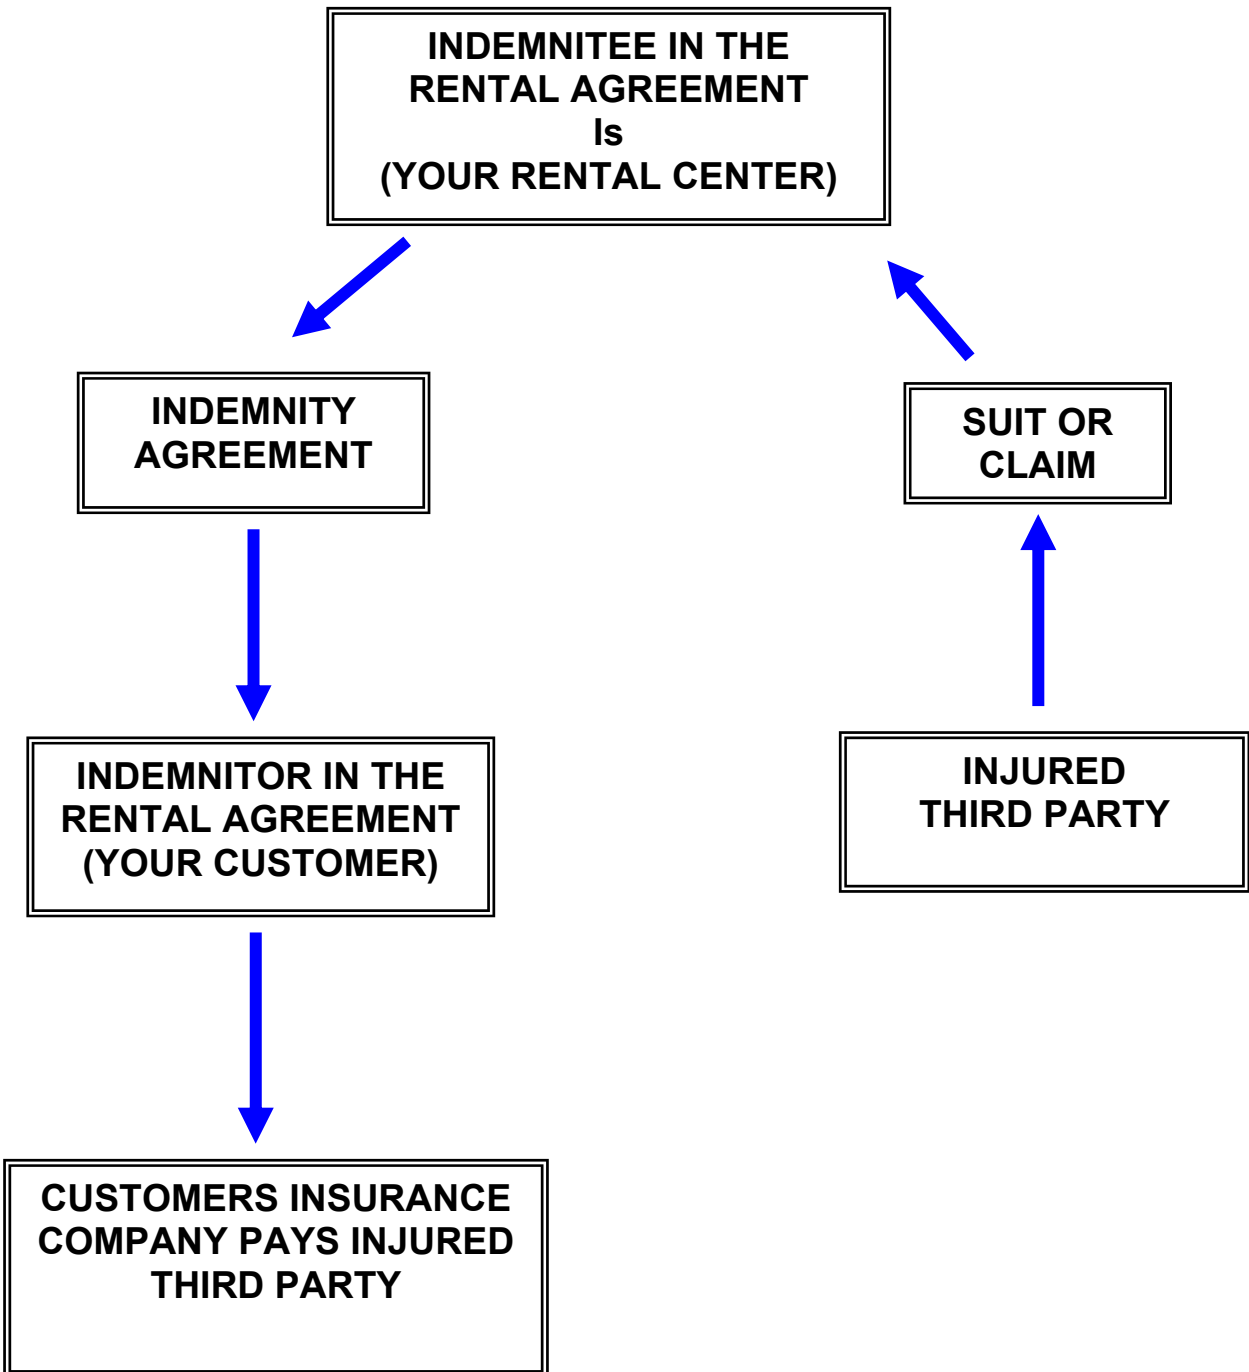 INDEMNITEE IN THE
RENTAL AGREEMENT
Is
(YOUR RENTAL CENTER)
INDEMNITY
AGREEMENT
SUIT OR
CLAIM
INDEMNITOR IN THE
RENTAL AGREEMENT
(YOUR CUSTOMER)
INJURED
THIRD PARTY
CUSTOMERS INSURANCE
COMPANY PAYS INJURED
THIRD PARTY